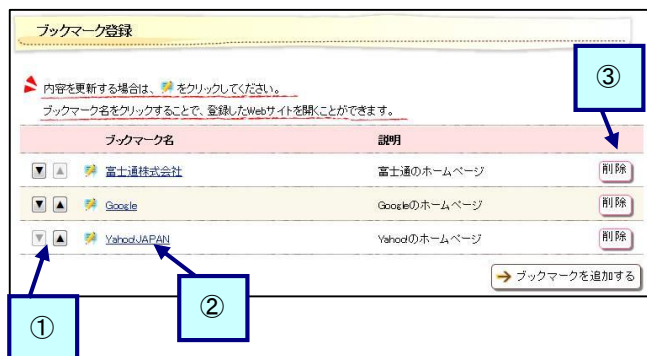 ブックマーク登録
内容を更新する場合は、 をクリックしてください。
ブックマーク名をクリックすることで、登録したWebサイトを開くことができます。
③
ブックマーク名 説明
▼ ▲ 富士通株式会社 富士通のホームページ 削除
▼ ▲ Google Googleのホームページ 削除
▼ ▲ Yahoo!JAPAN Yahoo!のホームページ 削除
→ ブックマークを追加する
②
①